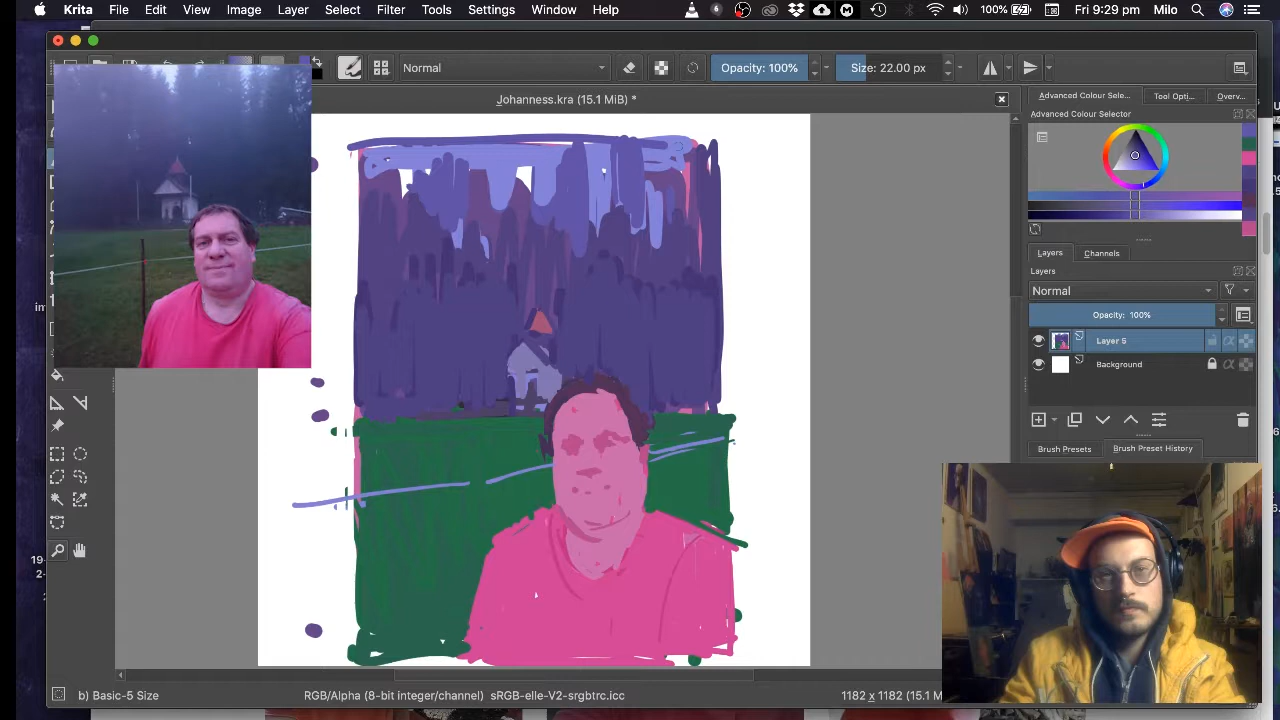 Krita File Edit View Image Layer Select Filter Tools Settings Window Help 6 100% Fri 9:29 pm Milo
Normal Opacity: 100% Size: 22.00 px
Johanness.kra (15.1 MiB) *
Advanced Colour Sele... Tool Opti... Overv...
Advanced Colour Selector
Layers Channels
Layers
Normal
Opacity: 100%
Layer 5
Background
Brush Presets Brush Preset History
b) Basic-5 Size RGB/Alpha (8-bit integer/channel) sRGB-elle-V2-srgbtrc.icc 1182 x 1182 (15.1 M